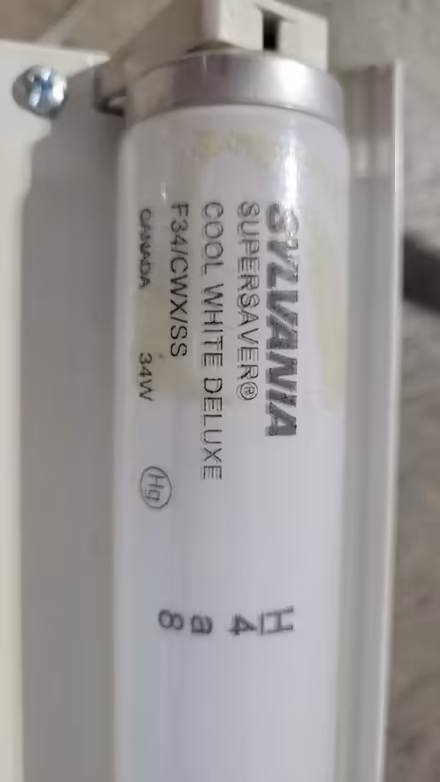 SYLVANIA
SUPERSAVER®
COOL WHITE DELUXE
F34/CWX/SS
CANADA 34W
Hg
H
4
a
8